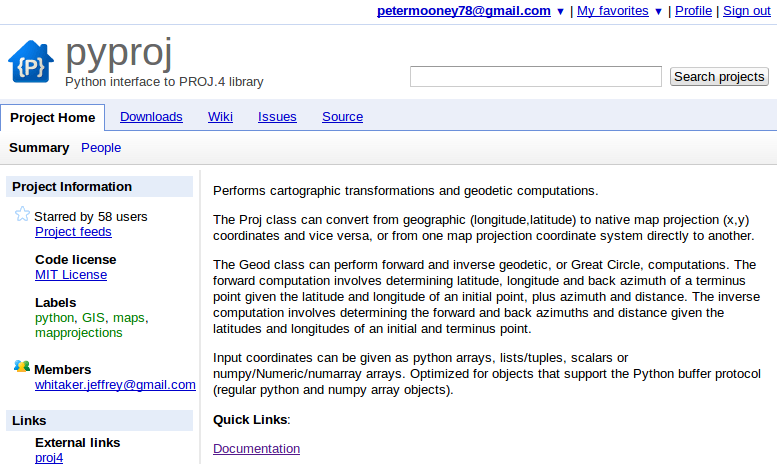 petermooney78@gmail.com ▼ | My favorites ▼ | Profile | Sign out
{P}
pyproj
Python interface to PROJ.4 library
Search projects
Project Home Downloads Wiki Issues Source
Summary People
Project Information
Starred by 58 users
Project feeds
Code license
MIT License
Labels
python, GIS, maps,
mapprojections
Members
whitaker.jeffrey@gmail.com
Links
External links
proj4
Performs cartographic transformations and geodetic computations.
The Proj class can convert from geographic (longitude,latitude) to native map projection (x,y)
coordinates and vice versa, or from one map projection coordinate system directly to another.
The Geod class can perform forward and inverse geodetic, or Great Circle, computations. The
forward computation involves determining latitude, longitude and back azimuth of a terminus
point given the latitude and longitude of an initial point, plus azimuth and distance. The inverse
computation involves determining the forward and back azimuths and distance given the
latitudes and longitudes of an initial and terminus point.
Input coordinates can be given as python arrays, lists/tuples, scalars or
numpy/Numeric/numarray arrays. Optimized for objects that support the Python buffer protocol
(regular python and numpy array objects).
Quick Links:
Documentation